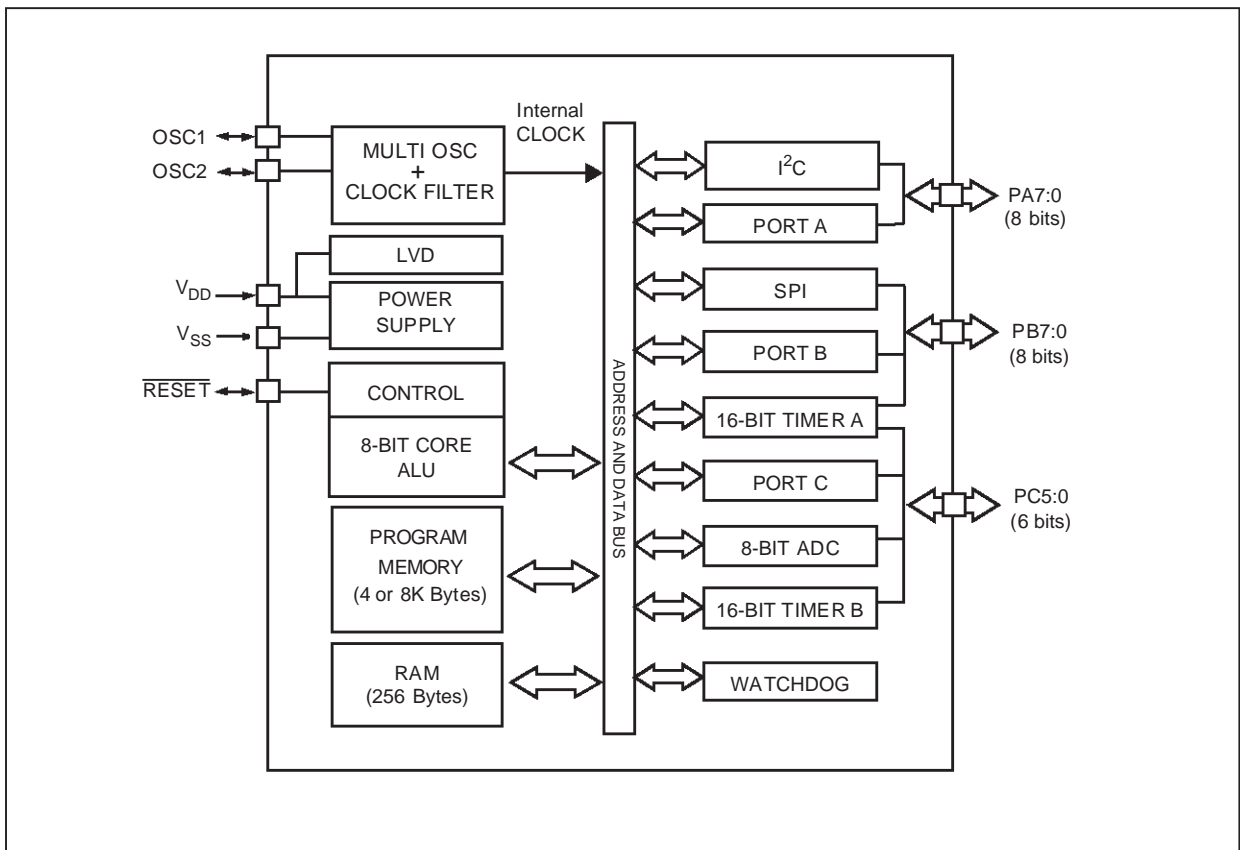 OSC1
OSC2
V_DD
V_SS
RESET
MULTI OSC
+
CLOCK FILTER
LVD
POWER
SUPPLY
CONTROL
8-BIT CORE
ALU
PROGRAM
MEMORY
(4 or 8K Bytes)
RAM
(256 Bytes)
Internal
CLOCK
ADDRESS AND DATA BUS
I²C
PORT A
SPI
PORT B
16-BIT TIMER A
PORT C
8-BIT ADC
16-BIT TIMER B
WATCHDOG
PA7:0
(8 bits)
PB7:0
(8 bits)
PC5:0
(6 bits)